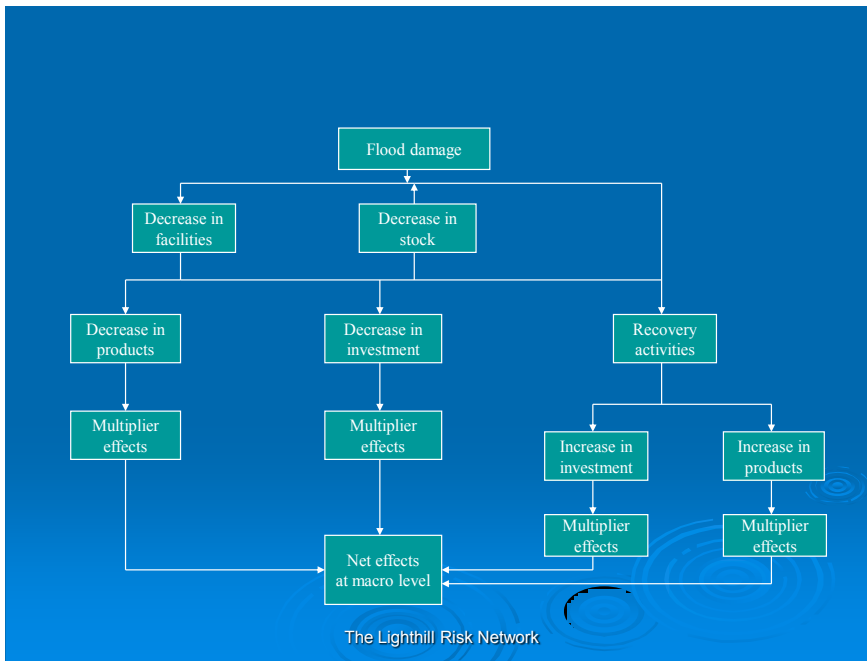 Flood damage
Decrease in
facilities
Decrease in
stock
Decrease in
products
Decrease in
investment
Recovery
activities
Multiplier
effects
Multiplier
effects
Increase in
investment
Increase in
products
Multiplier
effects
Multiplier
effects
Net effects
at macro level
The Lighthill Risk Network